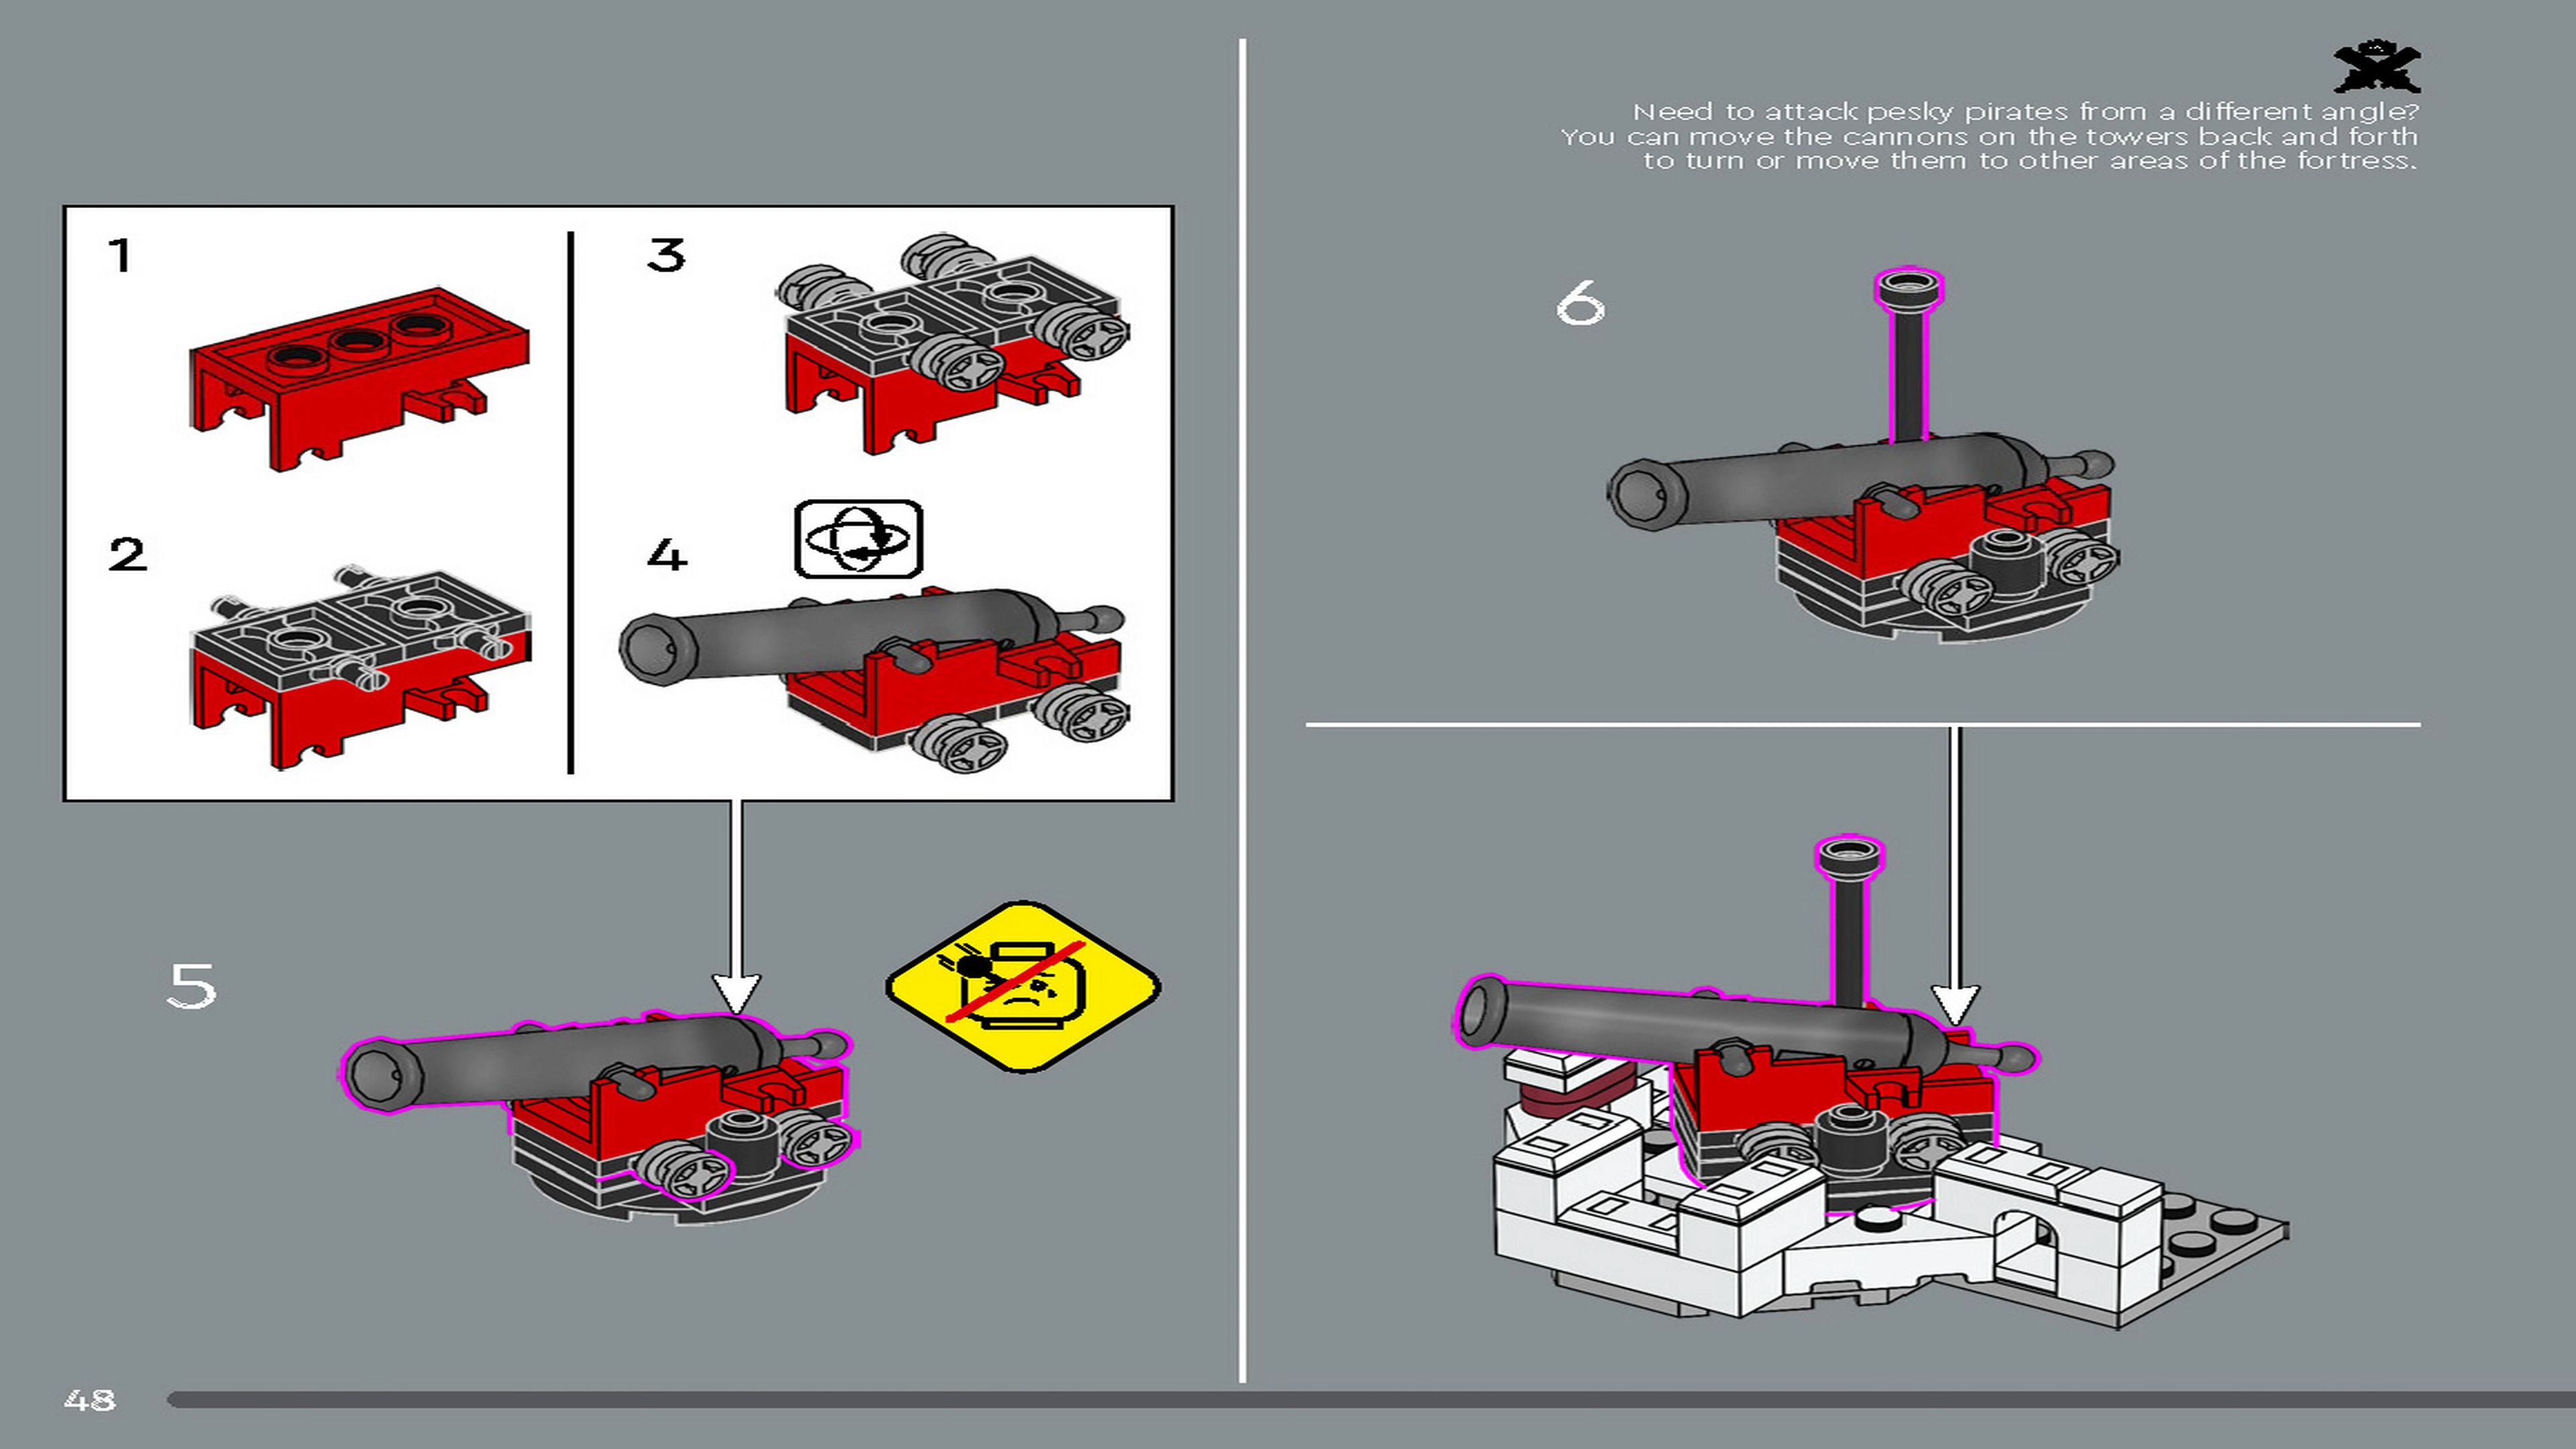 1
3
2
4
5
Need to attack pesky pirates from a different angle?
You can move the cannons on the towers back and forth
to turn or move them to other areas of the fortress.
6
48